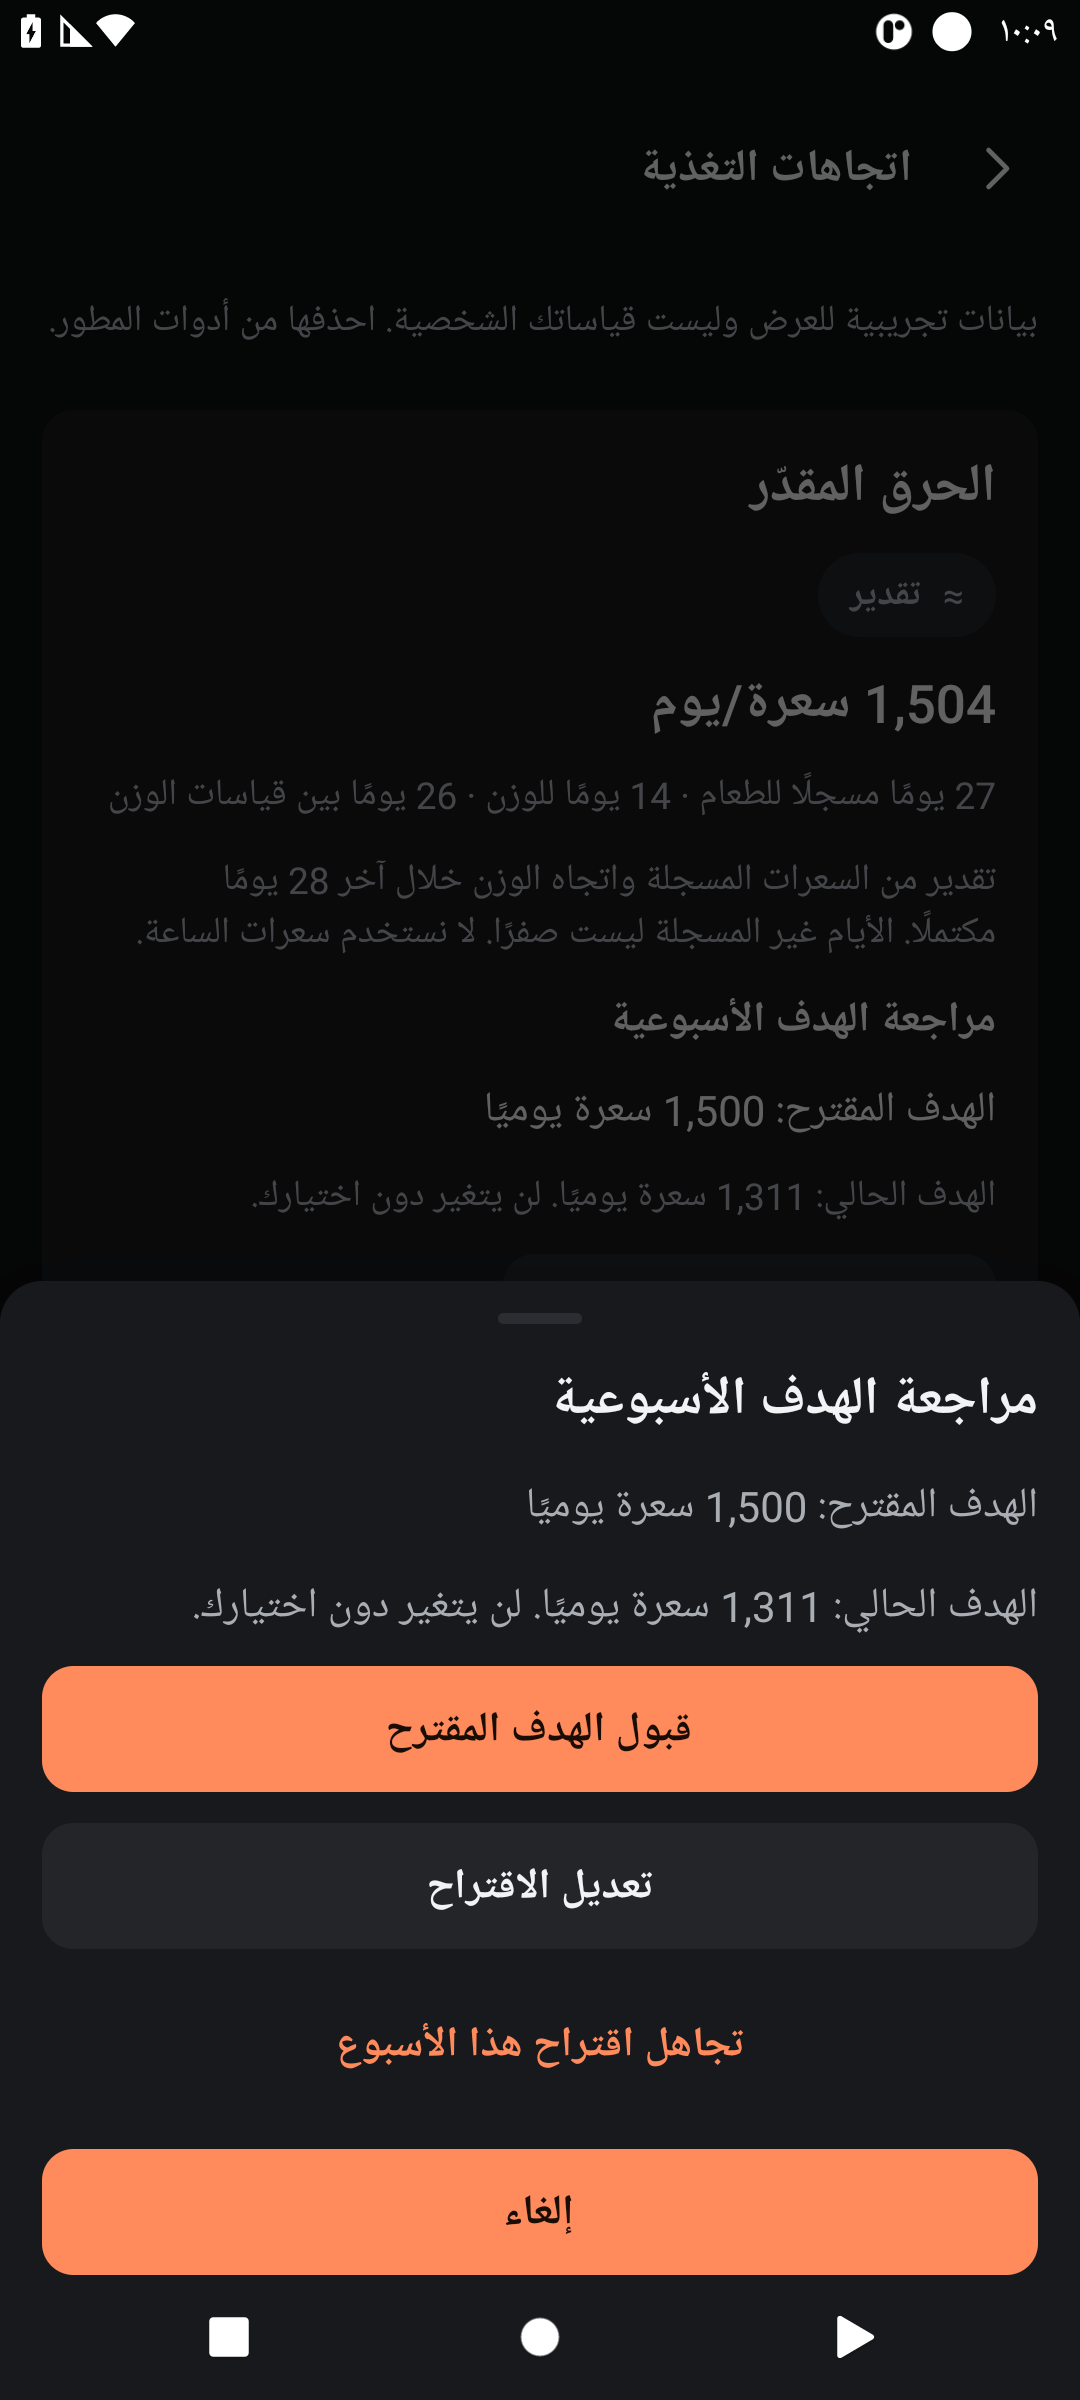 ١٠:٠٩
اتجاهات التغذية
بيانات تجريبية للعرض وليست قياساتك الشخصية. احذفها من أدوات المطور.
الحرق المقدّر
≈ تقدير
1,504 سعرة/يوم
27 يومًا مسجلًا للطعام · 14 يومًا للوزن · 26 يومًا بين قياسات الوزن
تقدير من السعرات المسجلة واتجاه الوزن خلال آخر 28 يومًا
مكتملًا. الأيام غير المسجلة ليست صفرًا. لا نستخدم سعرات الساعة.
مراجعة الهدف الأسبوعية
الهدف المقترح: 1,500 سعرة يوميًا
الهدف الحالي: 1,311 سعرة يوميًا. لن يتغير دون اختيارك.
مراجعة الهدف الأسبوعية
الهدف المقترح: 1,500 سعرة يوميًا
الهدف الحالي: 1,311 سعرة يوميًا. لن يتغير دون اختيارك.
قبول الهدف المقترح
تعديل الاقتراح
تجاهل اقتراح هذا الأسبوع
إلغاء